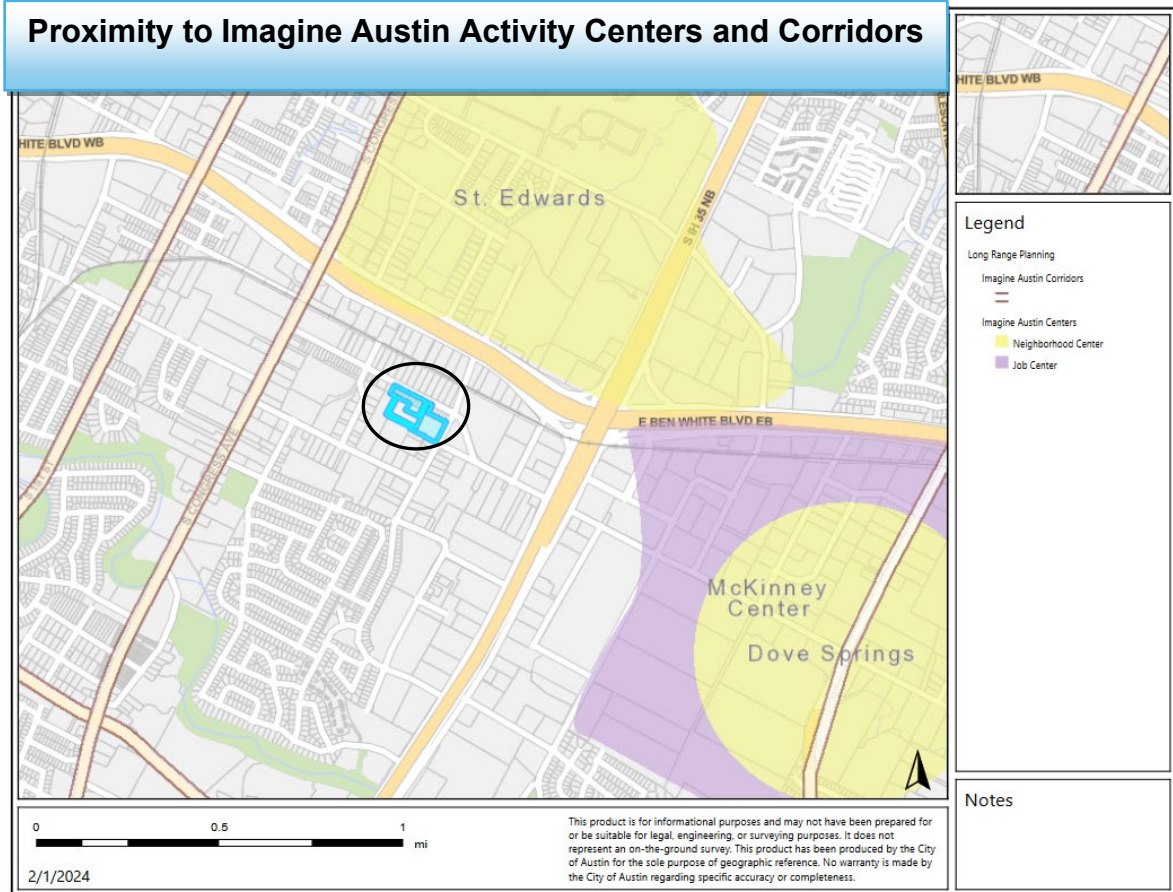 Proximity to Imagine Austin Activity Centers and Corridors
HITE BLVD WB
S CONGRES
St. Edwards
S IH 35 NB
BLESON
E BEN WHITE BLVD EB
S 1ST ST
S CONGRESS AVE
McKinney
Center
Dove Springs
HITE BLVD WB
Legend
Long Range Planning
Imagine Austin Corridors
Imagine Austin Centers
Neighborhood Center
Job Center
Notes
0 0.5 1
mi
2/1/2024
This product is for informational purposes and may not have been prepared for
or be suitable for legal, engineering, or surveying purposes. It does not
represent an on-the-ground survey. This product has been produced by the City
of Austin for the sole purpose of geographic reference. No warranty is made by
the City of Austin regarding specific accuracy or completeness.